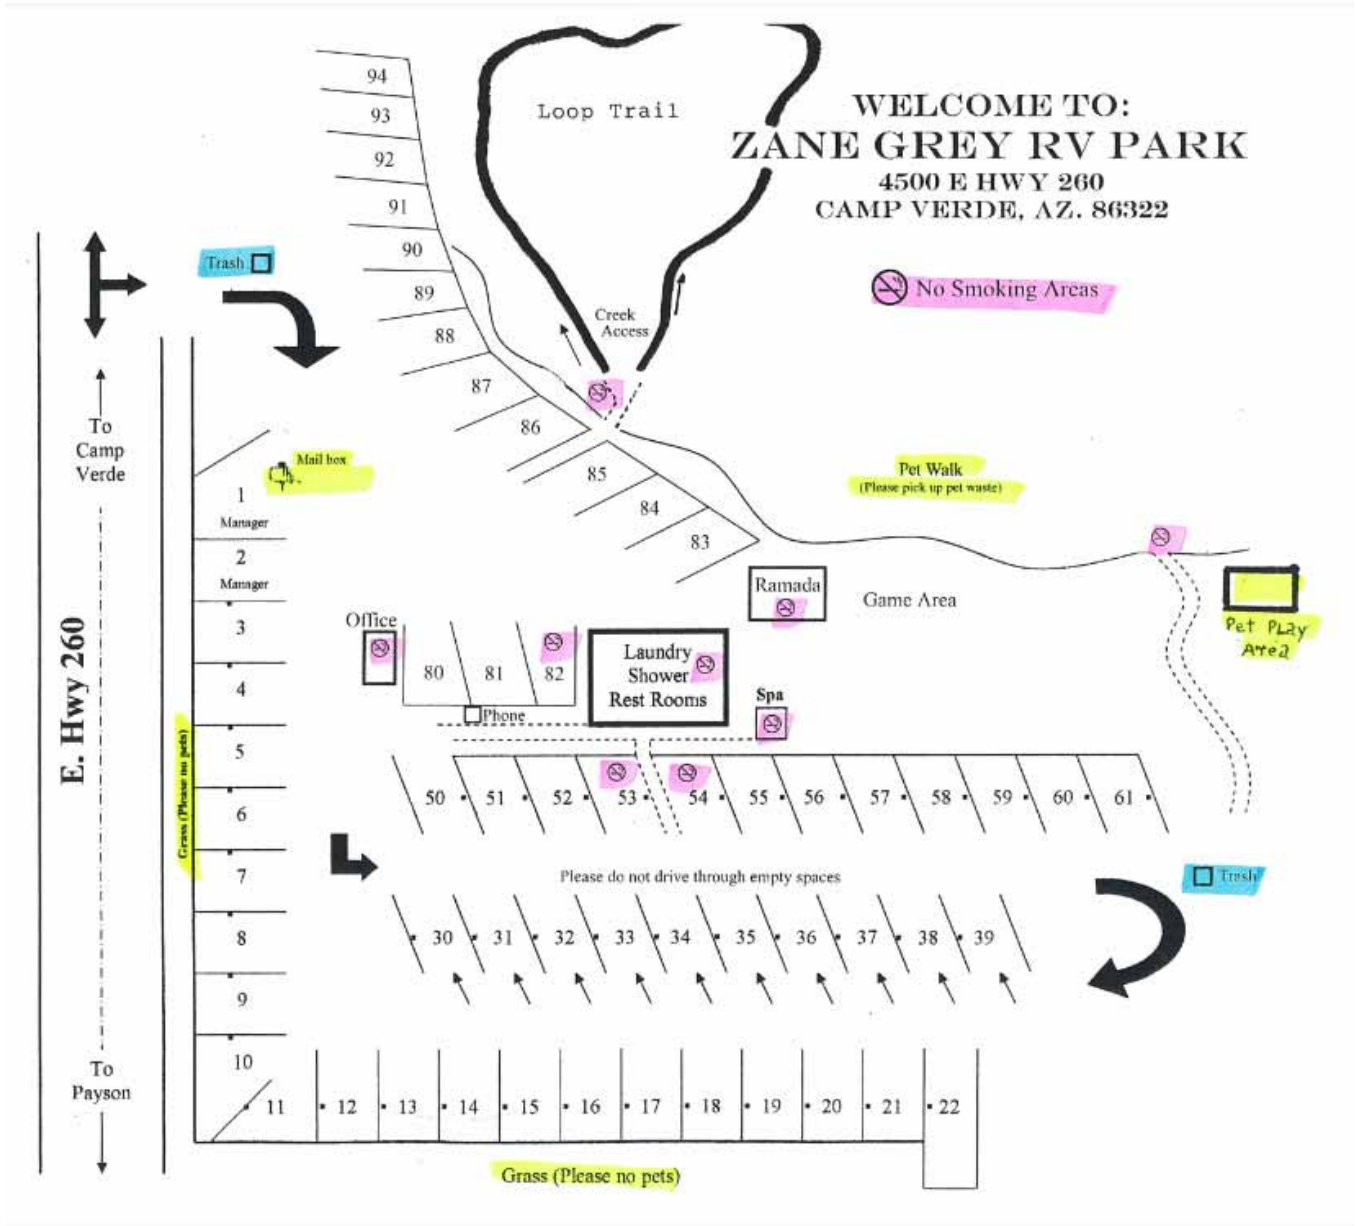 WELCOME TO:
ZANE GREY RV PARK
4500 E HWY 260
CAMP VERDE, AZ. 86322
Loop Trail
94
93
92
91
90
89
88
87
86
85
84
83
Trash
No Smoking Areas
Creek
Access
To
Camp
Verde
Mail box
Pet Walk
(Please pick up pet waste)
1
Manager
2
Manager
3
4
5
6
7
8
9
10
E. Hwy 260
Grass (Please no pets)
Office
80
81
82
Phone
Laundry
Shower
Rest Rooms
Ramada
Game Area
Spa
Pet PLay
Area
50
51
52
53
54
55
56
57
58
59
60
61
Please do not drive through empty spaces
Trash
30
31
32
33
34
35
36
37
38
39
To
Payson
11
12
13
14
15
16
17
18
19
20
21
22
Grass (Please no pets)